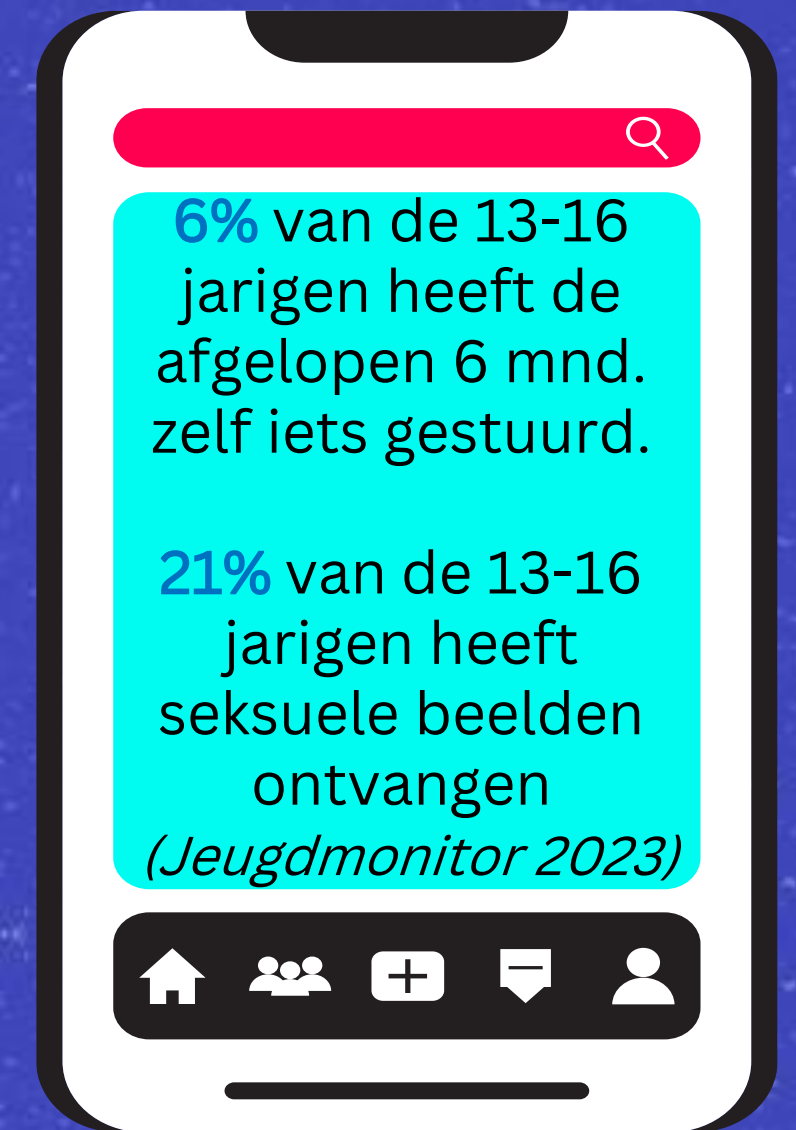 6% van de 13-16
jarigen heeft de
afgelopen 6 mnd.
zelf iets gestuurd.
21% van de 13-16
jarigen heeft
seksuele beelden
ontvangen
(Jeugdmonitor 2023)